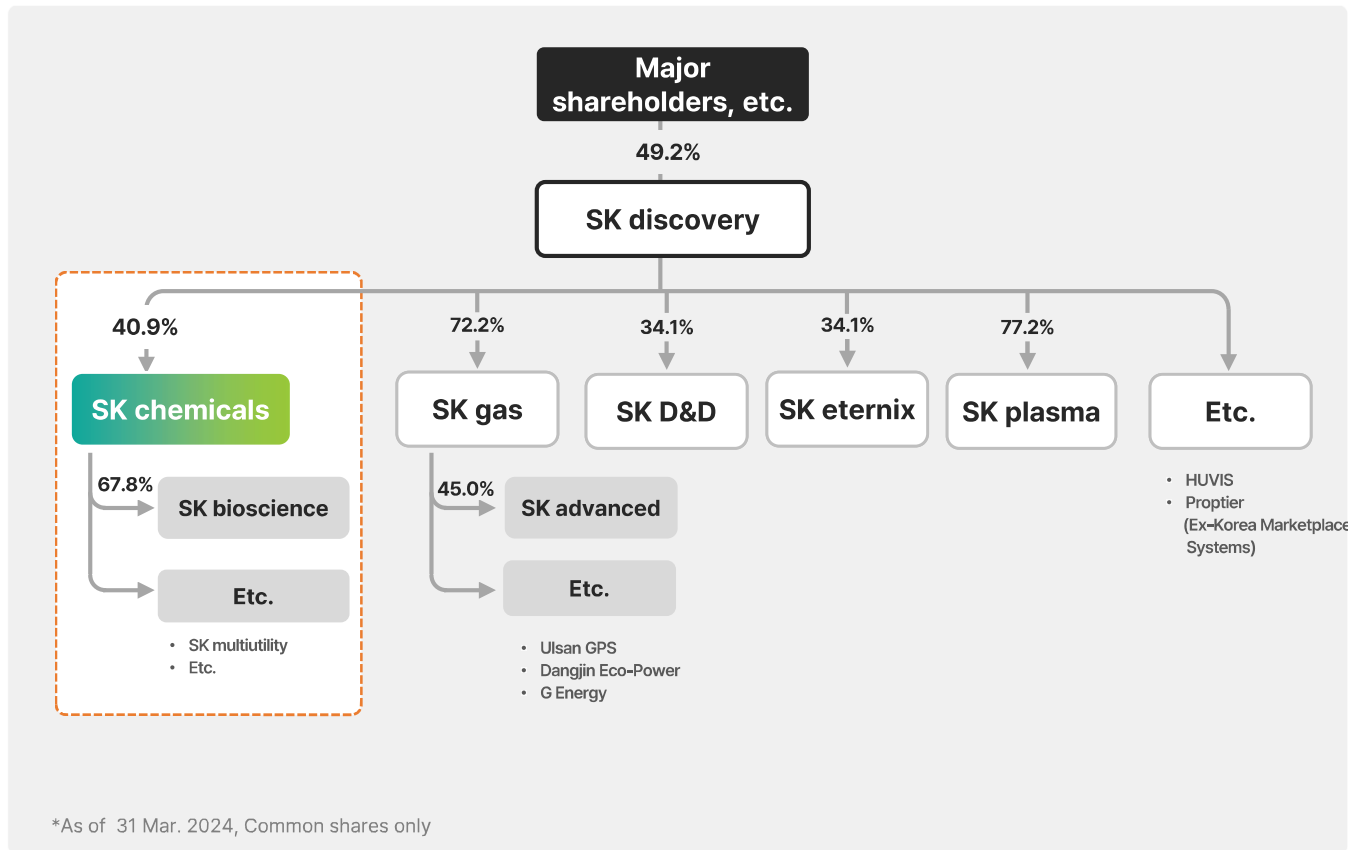 Major
shareholders, etc.
49.2%
SK discovery
40.9%
72.2%
34.1%
34.1%
77.2%
SK chemicals
SK gas
SK D&D
SK eternix
SK plasma
Etc.
67.8%
SK bioscience
Etc.
• SK multiutility
• Etc.
45.0%
SK advanced
Etc.
• Ulsan GPS
• Dangjin Eco-Power
• G Energy
• HUVIS
• Proptier
(Ex-Korea Marketplace
Systems)
*As of 31 Mar. 2024, Common shares only